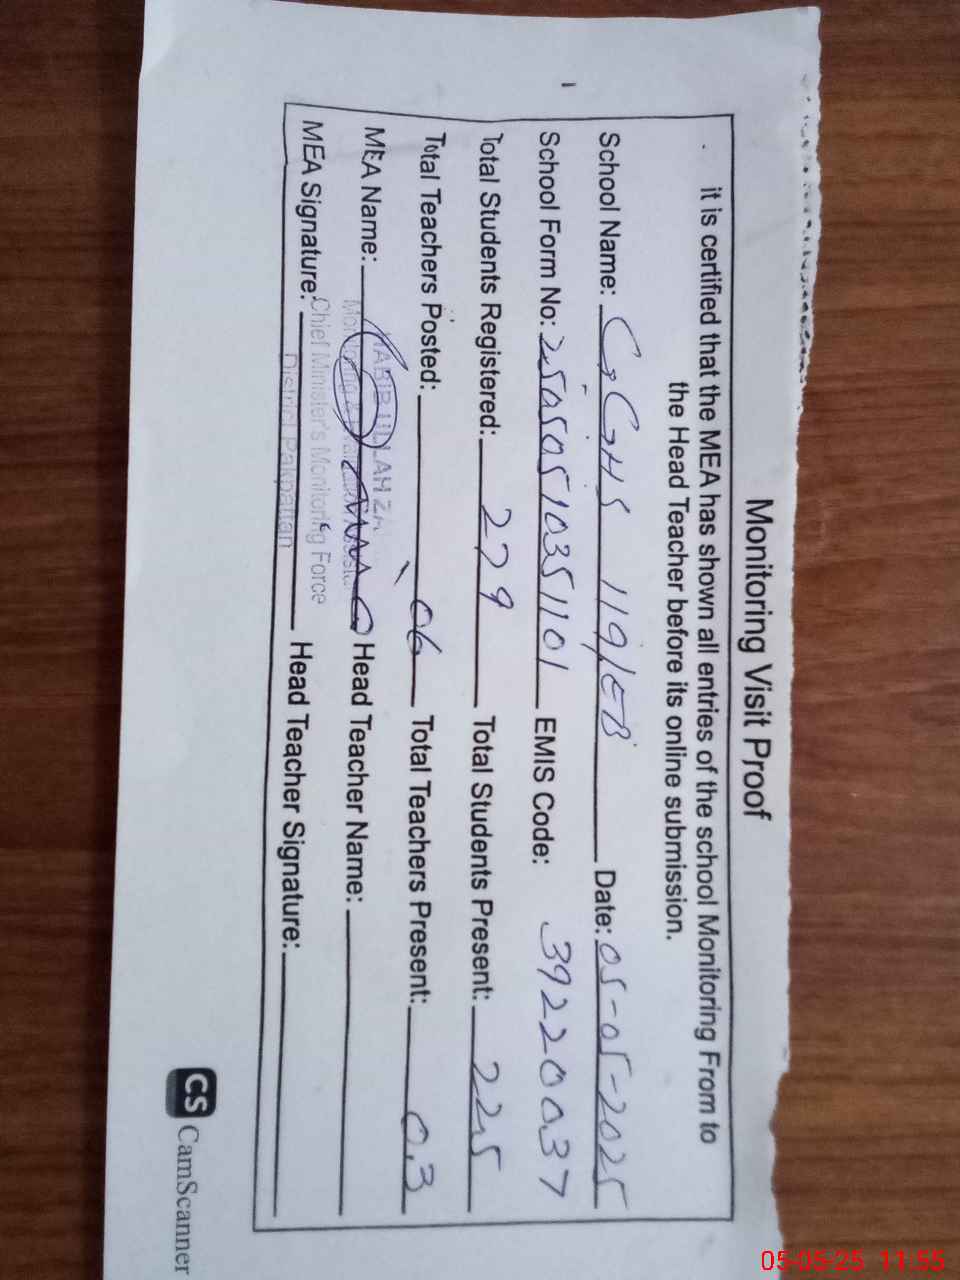 Monitoring Visit Proof
it is certified that the MEA has shown all entries of the school Monitoring From to
the Head Teacher before its online submission.
School Name: GGHS 119/EB Date: 05-05-2025
School Form No: 25050510351101 EMIS Code: 39220037
Total Students Registered: 279 Total Students Present: 225
Total Teachers Posted: 06 Total Teachers Present: 03
MEA Name: HABIB ULLAH Head Teacher Name:
Monitoring &
Chief Minister's Monitoring Force
MEA Signature: Head Teacher Signature:
District Pakpattan
CS CamScanner
05-05-25 11:55